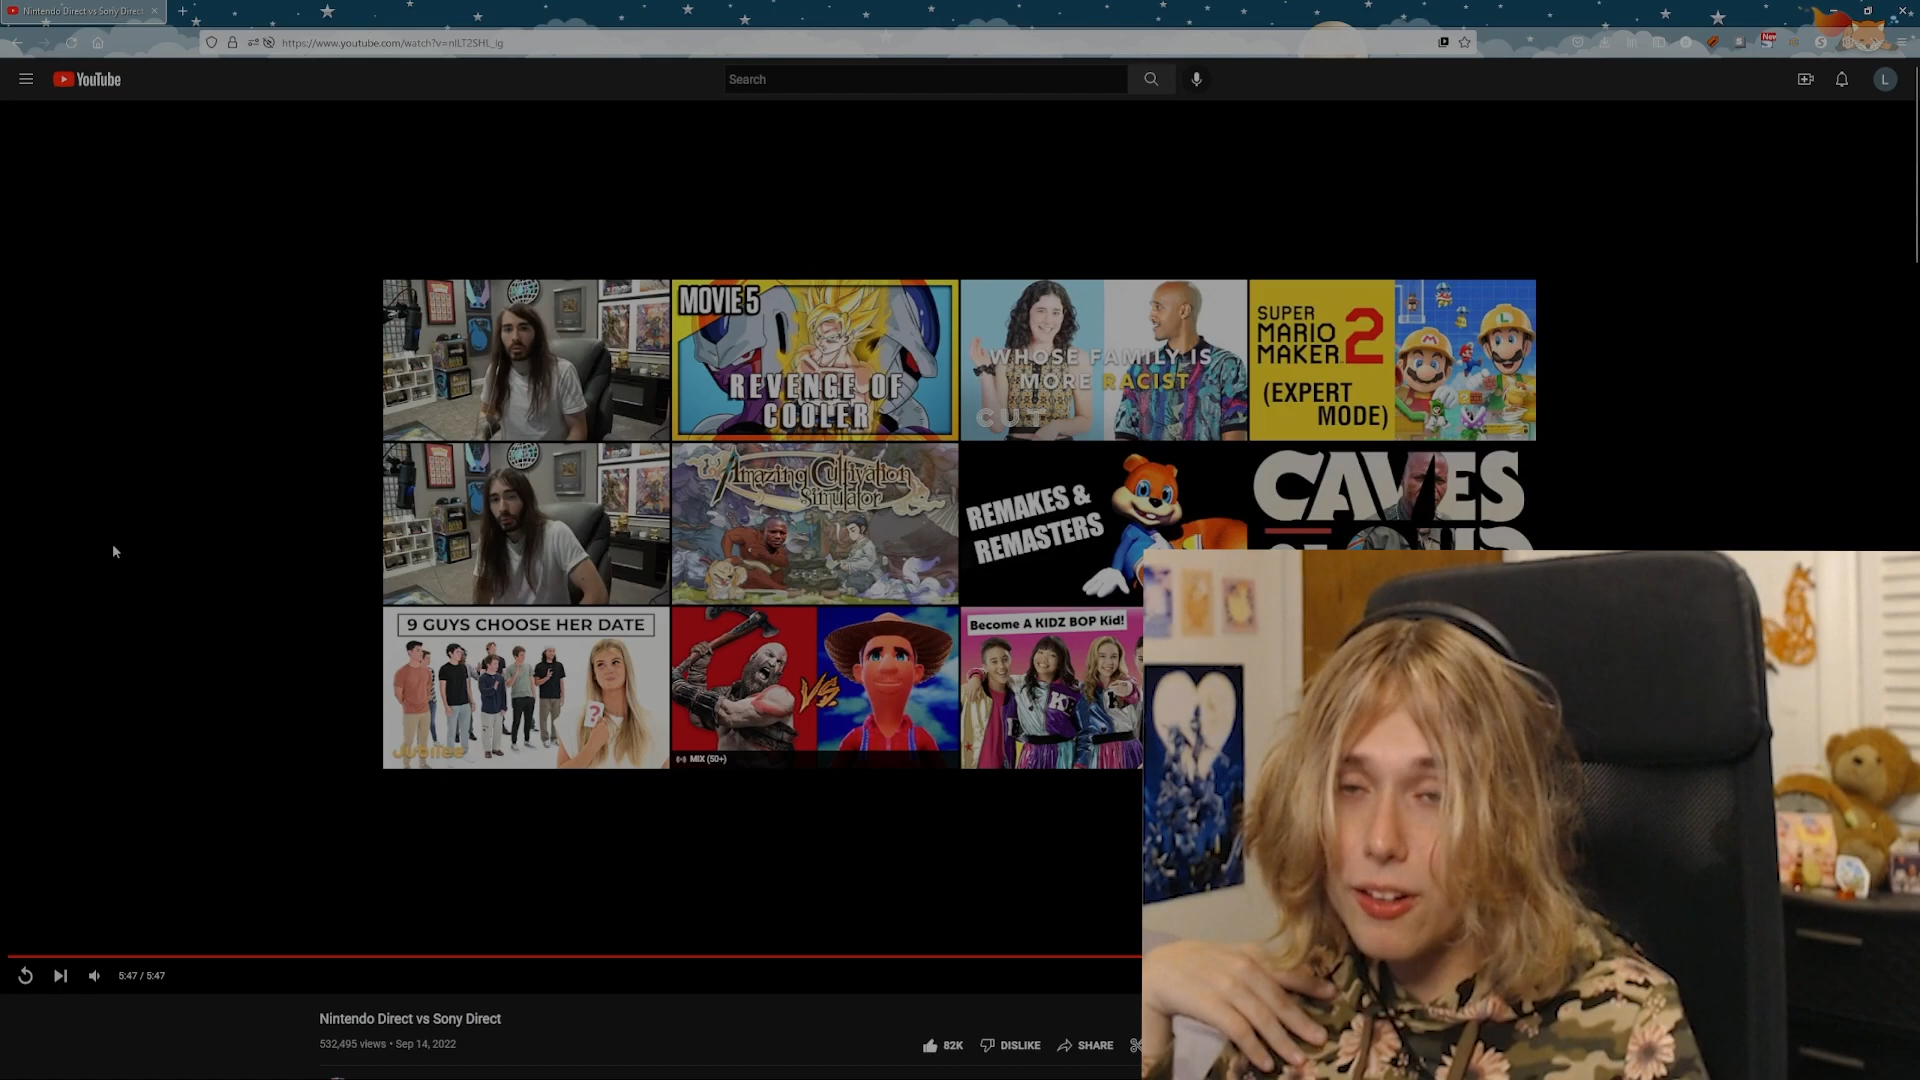 Nintendo Direct vs Sony Direct
https://www.youtube.com/watch?v=nILT2SHl_lg
New
YouTube
Search
L
MOVIE 5
REVENGE OF
COOLER
WHOSE FAMILY IS
MORE RACIST
CUT
SUPER
MARIO
MAKER 2
(EXPERT
MODE)
Amazing Cultivation
Simulator
REMAKES &
REMASTERS
CAVES
9 GUYS CHOOSE HER DATE
Jubilee
VS
MIX (50+)
Become A KIDZ BOP Kid!
5:47 / 5:47
Nintendo Direct vs Sony Direct
532,495 views • Sep 14, 2022
82K
DISLIKE
SHARE